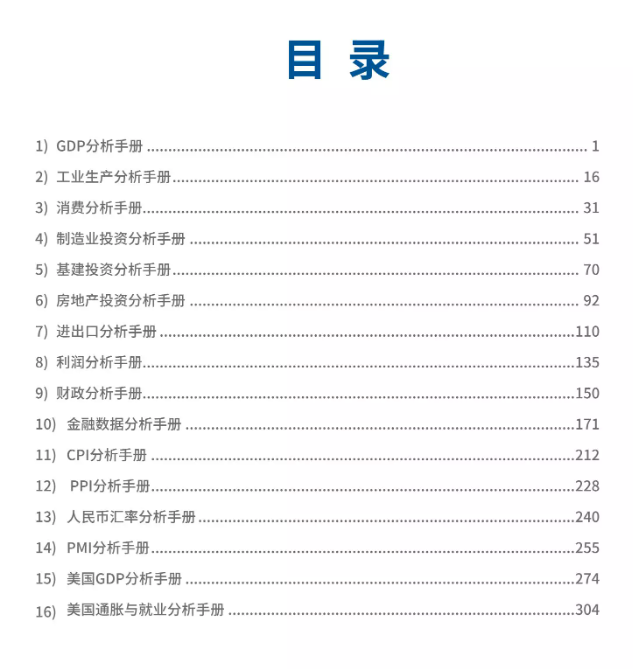 目 录
1) GDP分析手册 ........ 1
2) 工业生产分析手册........ 16
3) 消费分析手册........ 31
4) 制造业投资分析手册 ........ 51
5) 基建投资分析手册........ 70
6) 房地产投资分析手册 ........ 92
7) 进出口分析手册 ........110
8) 利润分析手册........135
9) 财政分析手册........150
10) 金融数据分析手册 ........171
11) CPI分析手册 ........212
12) PPI分析手册........228
13) 人民币汇率分析手册........240
14) PMI分析手册........255
15) 美国GDP分析手册 ........274
16) 美国通胀与就业分析手册 ........304